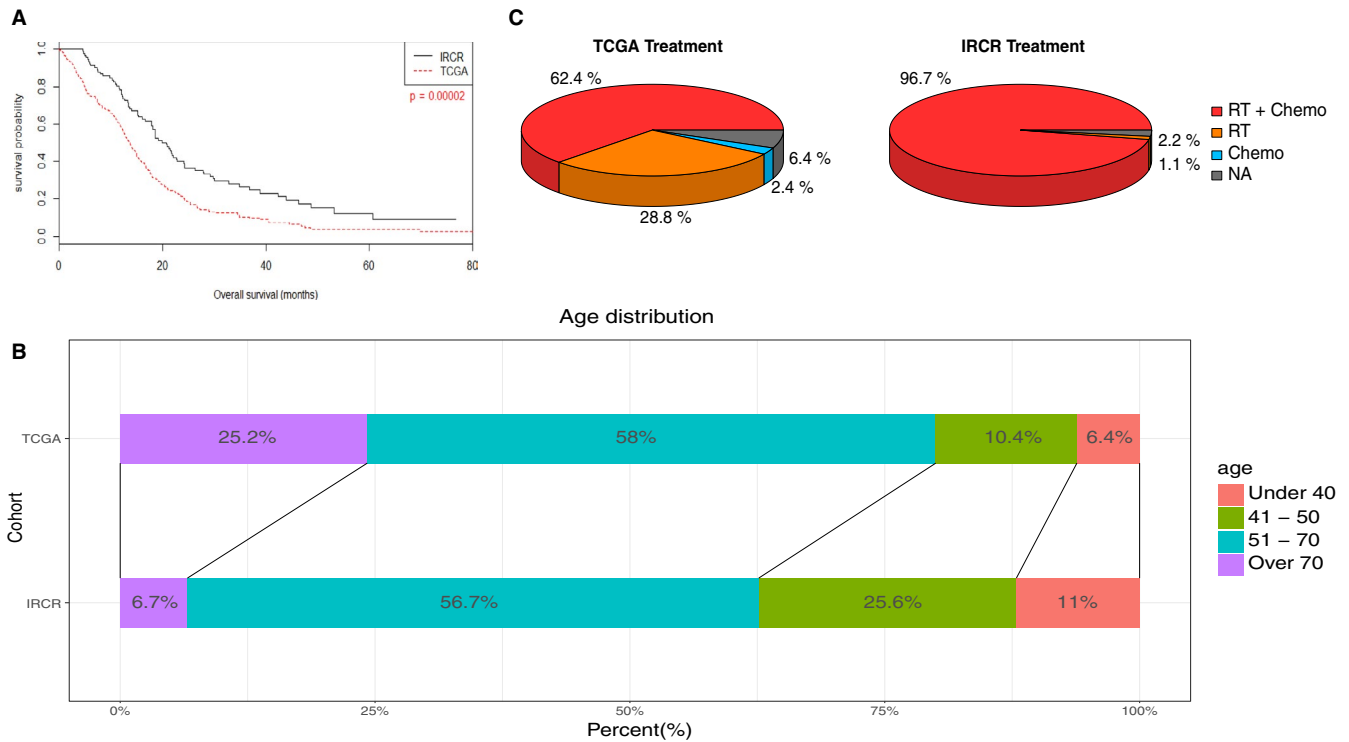 A
1.0
0.8
0.6
0.4
0.2
0.0
survival probability
IRCR
TCGA
p = 0.00002
0
20
40
60
80
Overall survival (months)
C
TCGA Treatment
62.4 %
6.4 %
2.4 %
28.8 %
IRCR Treatment
96.7 %
2.2 %
1.1 %
RT + Chemo
RT
Chemo
NA
Age distribution
B
Cohort
TCGA
25.2%
58%
10.4%
6.4%
IRCR
6.7%
56.7%
25.6%
11%
0%
25%
50%
75%
100%
Percent(%)
age
Under 40
41 − 50
51 − 70
Over 70